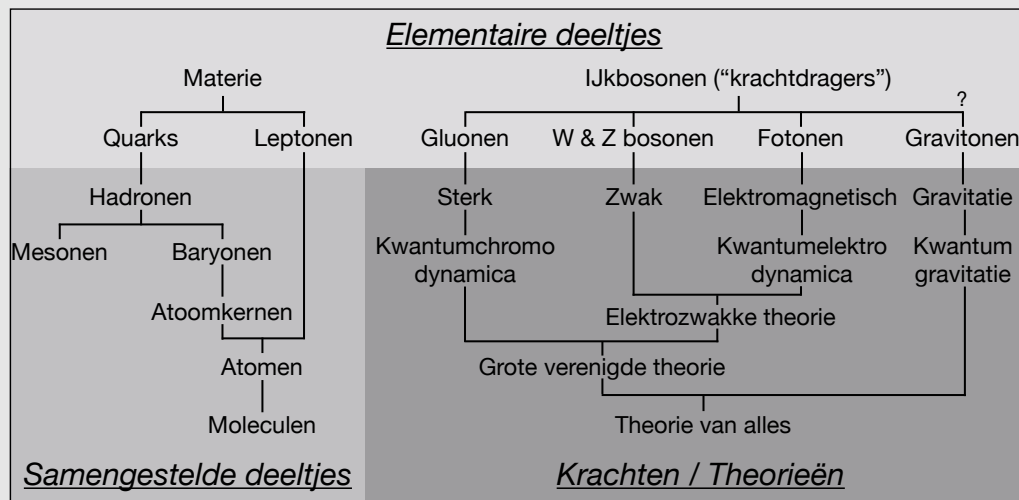 Elementaire deeltjes
Materie
IJkbosonen (“krachtdragers”)
?
Quarks
Leptonen
Gluonen
W & Z bosonen
Fotonen
Gravitonen
Hadronen
Sterk
Zwak
Elektromagnetisch
Gravitatie
Mesonen
Baryonen
Kwantumchromo
dynamica
Kwantumelektro
dynamica
Kwantum
gravitatie
Atoomkernen
Elektrozwakke theorie
Atomen
Grote verenigde theorie
Moleculen
Theorie van alles
Samengestelde deeltjes
Krachten / Theorieën